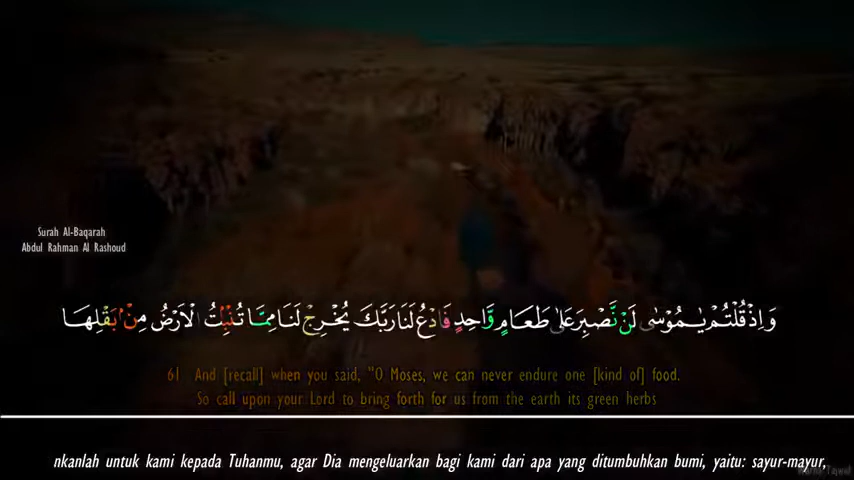 Surah Al-Baqarah
Abdul Rahman Al Rashoud
وَاِذْ قُلْتُمْ يٰمُوْسٰى لَنْ نَّصْبِرَ عَلٰى طَعَامٍ وَّاحِدٍ فَادْعُ لَنَا رَبَّكَ يُخْرِجْ لَنَا مِمَّا تُنْۢبِتُ الْاَرْضُ مِنْۢ بَقْلِهَا
61 And [recall] when you said, "O Moses, we can never endure one [kind of] food.
So call upon your Lord to bring forth for us from the earth its green herbs
nkanlah untuk kami kepada Tuhanmu, agar Dia mengeluarkan bagi kami dari apa yang ditumbuhkan bumi, yaitu: sayur-mayur,